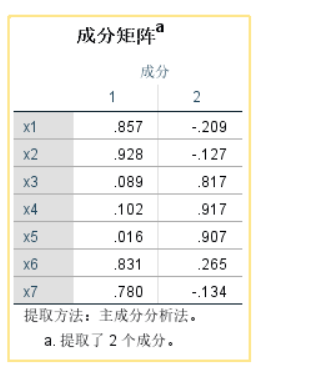 成分矩阵a
成分
1 2
x1 .857 -.209
x2 .928 -.127
x3 .089 .817
x4 .102 .917
x5 .016 .907
x6 .831 .265
x7 .780 -.134
提取方法：主成分分析法。
a. 提取了 2 个成分。